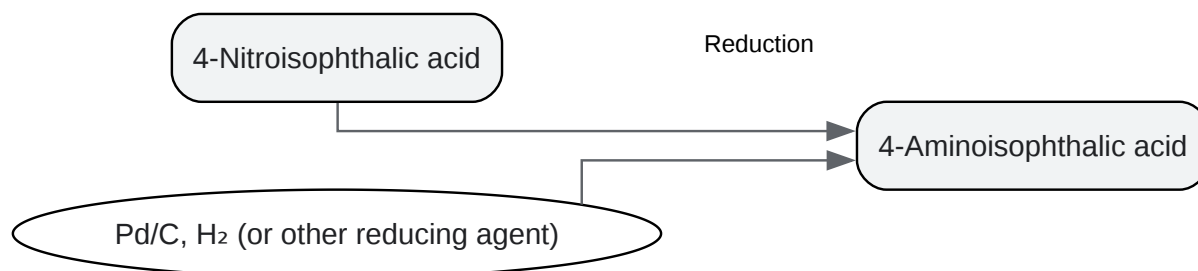 4-Nitroisophthalic acid
Reduction
4-Aminoisophthalic acid
Pd/C, H₂ (or other reducing agent)